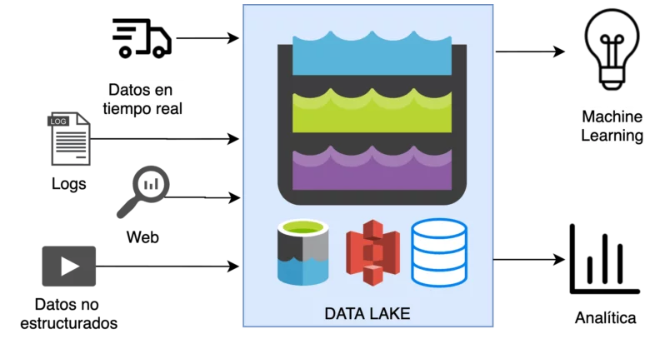 Datos en
tiempo real
LOG
Logs
Web
Datos no
estructurados
DATA LAKE
Machine
Learning
Analítica